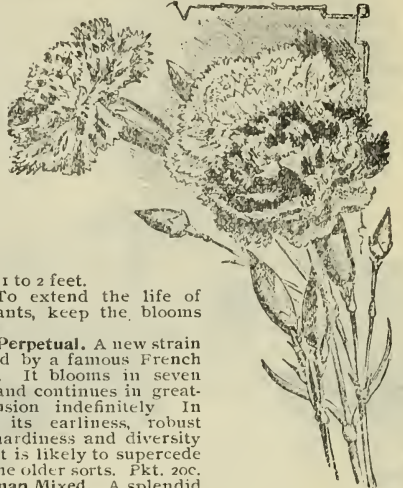 1 to 2 feet.
To extend the life of
ants, keep the blooms
Perpetual. A new strain
d by a famous French
. It blooms in seven
and continues in great-
usion indefinitely In
its earliness, robust
hardiness and diversity
t is likely to supercede
he older sorts. Pkt. 20c.
man Mixed. A splendid